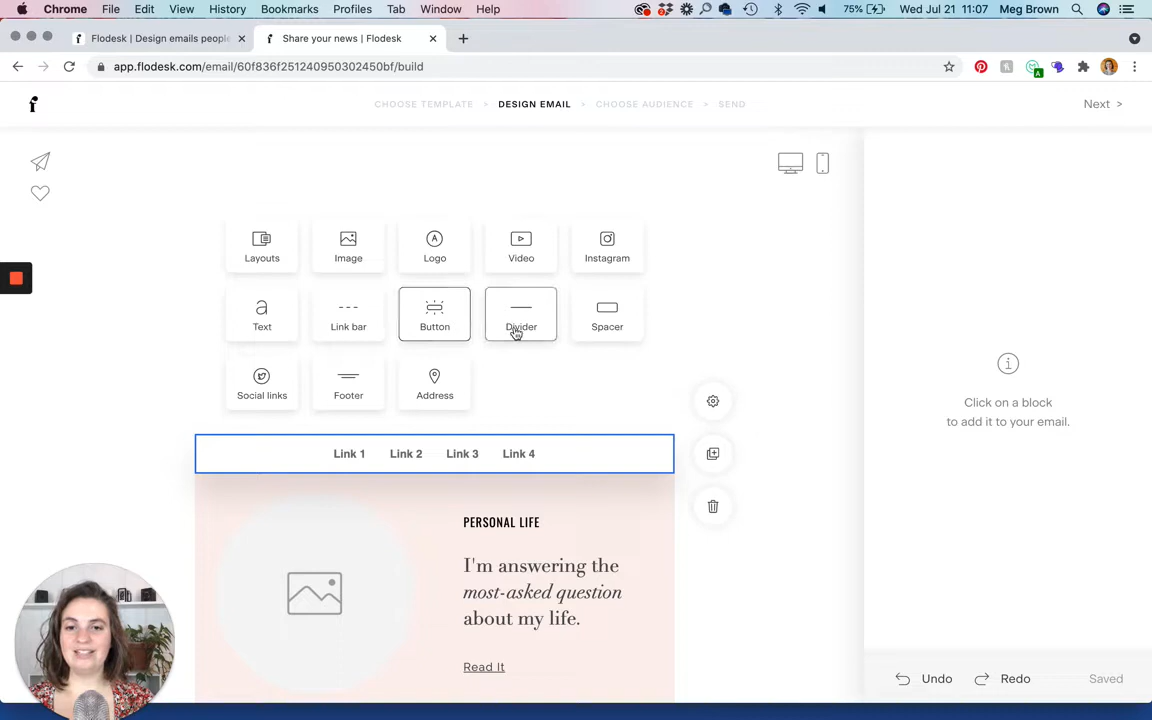 Chrome File Edit View History Bookmarks Profiles Tab Window Help 75% Wed Jul 21 11:07 Meg Brown
Flodesk | Design emails people Share your news | Flodesk
app.flodesk.com/email/60f836f251240950302450bf/build
CHOOSE TEMPLATE > DESIGN EMAIL > CHOOSE AUDIENCE > SEND Next >
Layouts Image Logo Video Instagram
Text Link bar Button Divider Spacer
Social links Footer Address
Click on a block
to add it to your email.
Link 1 Link 2 Link 3 Link 4
PERSONAL LIFE
I'm answering the
most-asked question
about my life.
Read It
Undo Redo Saved